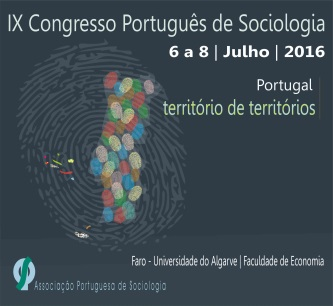 IX Congresso Português de Sociologia
6 a 8 | Julho | 2016
Portugal |
território de territórios |
Faro - Universidade do Algarve | Faculdade de Economia
Associação Portuguesa de Sociologia